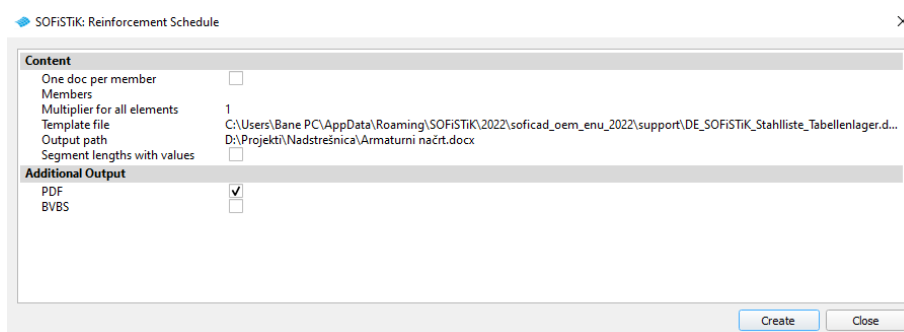 SOFiSTiK: Reinforcement Schedule
Content
One doc per member
Members
Multiplier for all elements 1
Template file C:\Users\Bane PC\AppData\Roaming\SOFiSTiK\2022\soficad_oem_enu_2022\support\DE_SOFiSTiK_Stahlliste_Tabellenlager.d...
Output path D:\Projekti\Nadstrešnica\Armaturni načrt.docx
Segment lengths with values
Additional Output
PDF
BVBS
Create Close